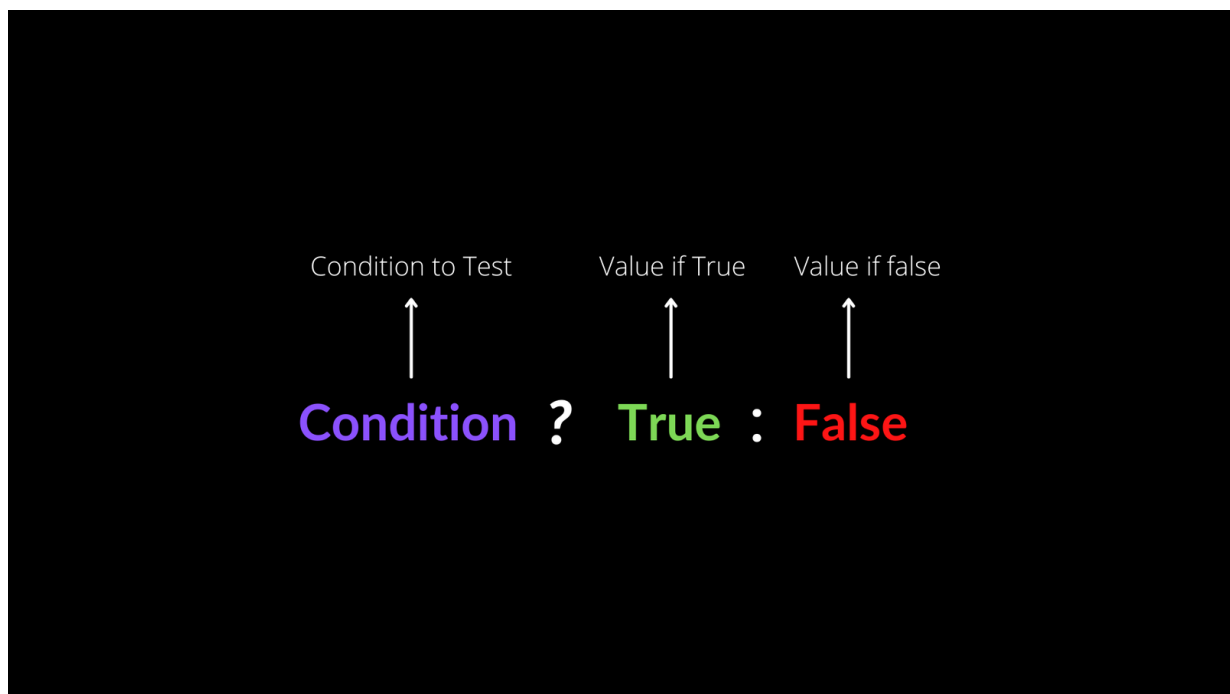 Condition to Test Value if True Value if false
Condition ? True : False